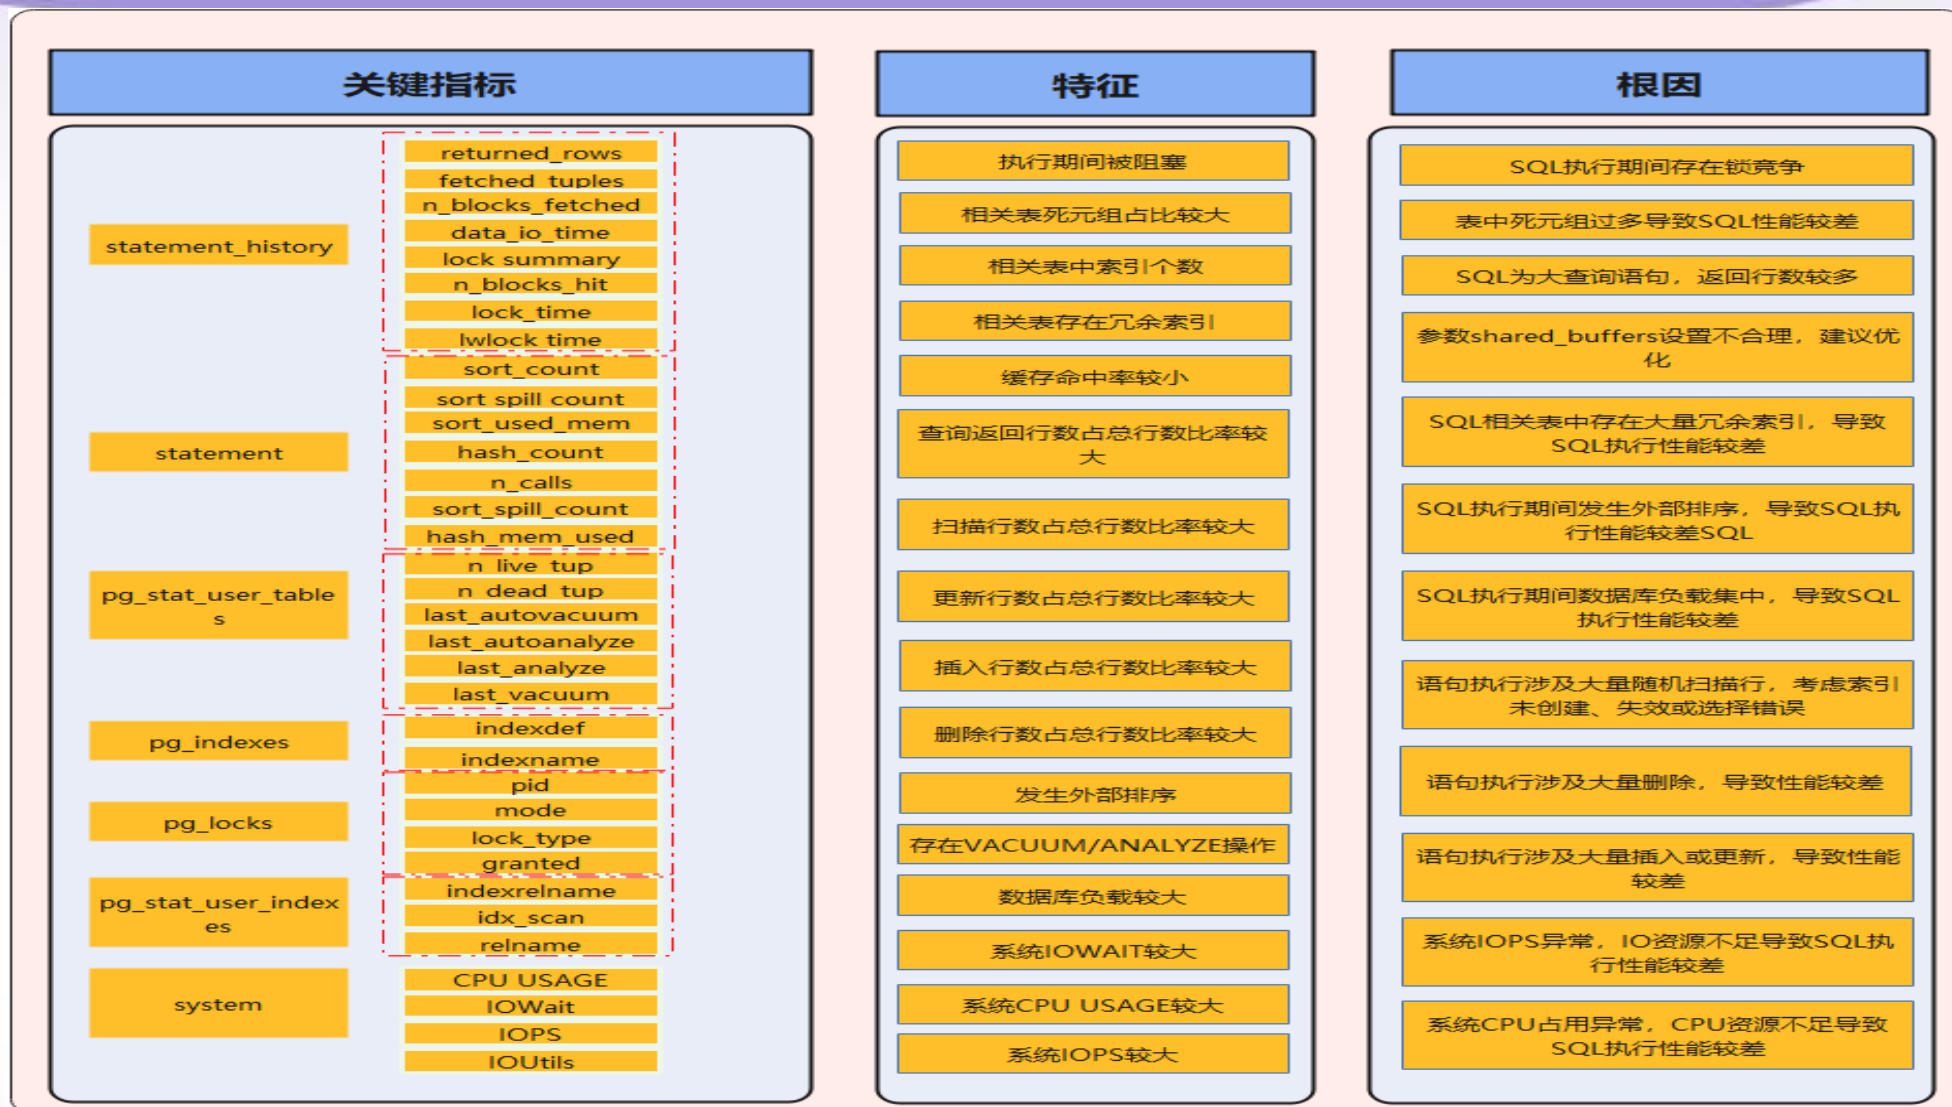 关键指标
特征
根因
statement_history
returned_rows
fetched_tuples
n_blocks_fetched
data_io_time
lock summary
n_blocks_hit
lock_time
lwlock time
statement
sort_count
sort spill count
sort_used_mem
hash_count
n_calls
sort_spill_count
hash_mem_used
pg_stat_user_table
s
n_live_tup
n_dead_tup
last_autovacuum
last_autoanalyze
last_analyze
last_vacuum
pg_indexes
indexdef
indexname
pg_locks
pid
mode
lock_type
granted
pg_stat_user_index
es
indexrelname
idx_scan
relname
system
CPU USAGE
IOWait
IOPS
IOUtils
执行期间被阻塞
相关表死元组占比较大
相关表中索引个数
相关表存在冗余索引
缓存命中率较小
查询返回行数占总行数比率较
大
扫描行数占总行数比率较大
更新行数占总行数比率较大
插入行数占总行数比率较大
删除行数占总行数比率较大
发生外部排序
存在VACUUM/ANALYZE操作
数据库负载较大
系统IOWAIT较大
系统CPU USAGE较大
系统IOPS较大
SQL执行期间存在锁竞争
表中死元组过多导致SQL性能较差
SQL为大查询语句，返回行数较多
参数shared_buffers设置不合理，建议优
化
SQL相关表中存在大量冗余索引，导致
SQL执行性能较差
SQL执行期间发生外部排序，导致SQL执
行性能较差SQL
SQL执行期间数据库负载集中，导致SQL
执行性能较差
语句执行涉及大量随机扫描行，考虑索引
未创建、失效或选择错误
语句执行涉及大量删除，导致性能较差
语句执行涉及大量插入或更新，导致性能
较差
系统IOPS异常，IO资源不足导致SQL执
行性能较差
系统CPU占用异常，CPU资源不足导致
SQL执行性能较差